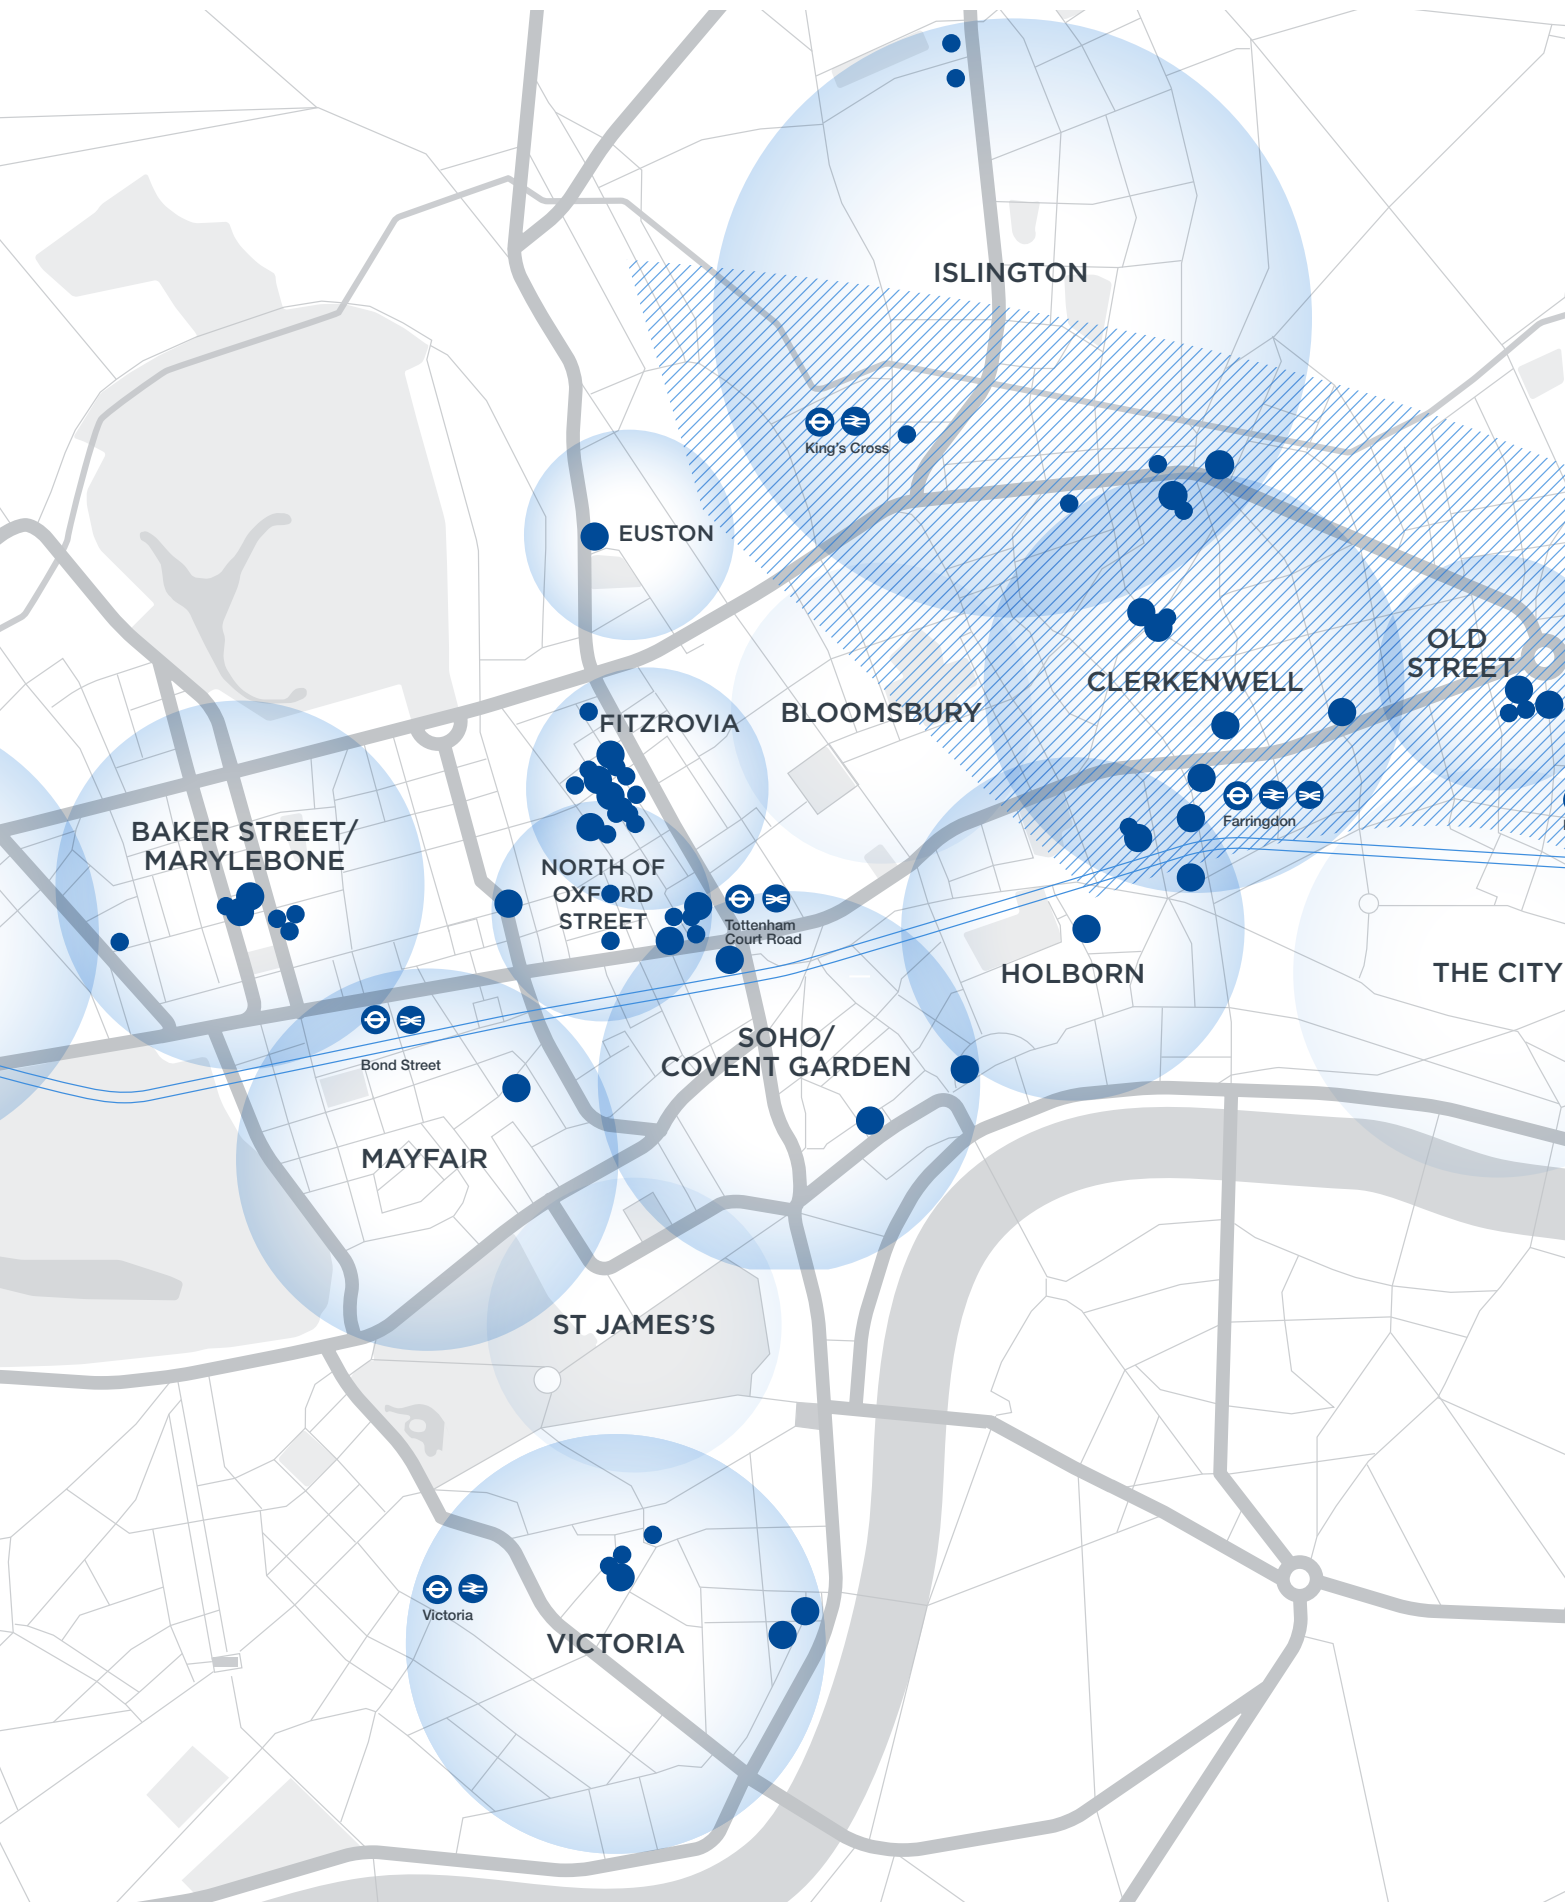 ISLINGTON
King's Cross
EUSTON
OLD
STREET
CLERKENWELL
BLOOMSBURY
FITZROVIA
Farringdon
BAKER STREET/
MARYLEBONE
NORTH OF
OXFORD
STREET
Tottenham
Court Road
HOLBORN
THE CITY
SOHO/
COVENT GARDEN
Bond Street
MAYFAIR
ST JAMES'S
Victoria
VICTORIA